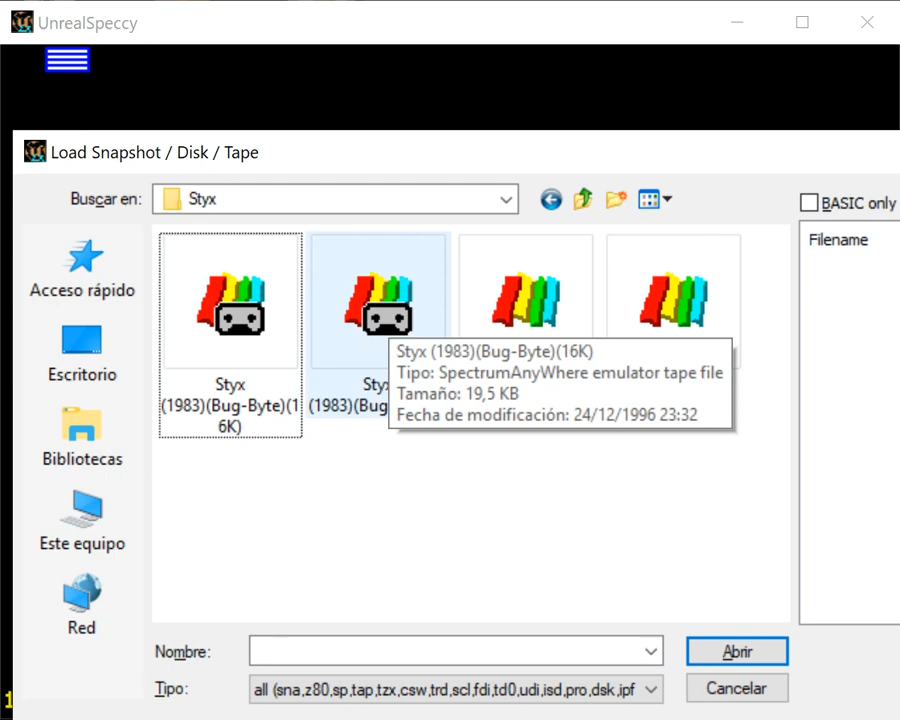 UnrealSpeccy
Load Snapshot / Disk / Tape
Buscar en:
Styx
BASIC only
Filename
Acceso rápido
Escritorio
Bibliotecas
Este equipo
Red
Styx
(1983)(Bug-Byte)(1
6K)
Styx
(1983)(Bug
Styx (1983)(Bug-Byte)(16K)
Tipo: SpectrumAnyWhere emulator tape file
Tamaño: 19,5 KB
Fecha de modificación: 24/12/1996 23:32
Nombre:
Abrir
Tipo:
all (sna,z80,sp,tap,tzx,csw,trd,scl,fdi,td0,udi,isd,pro,dsk,ipf
Cancelar
1